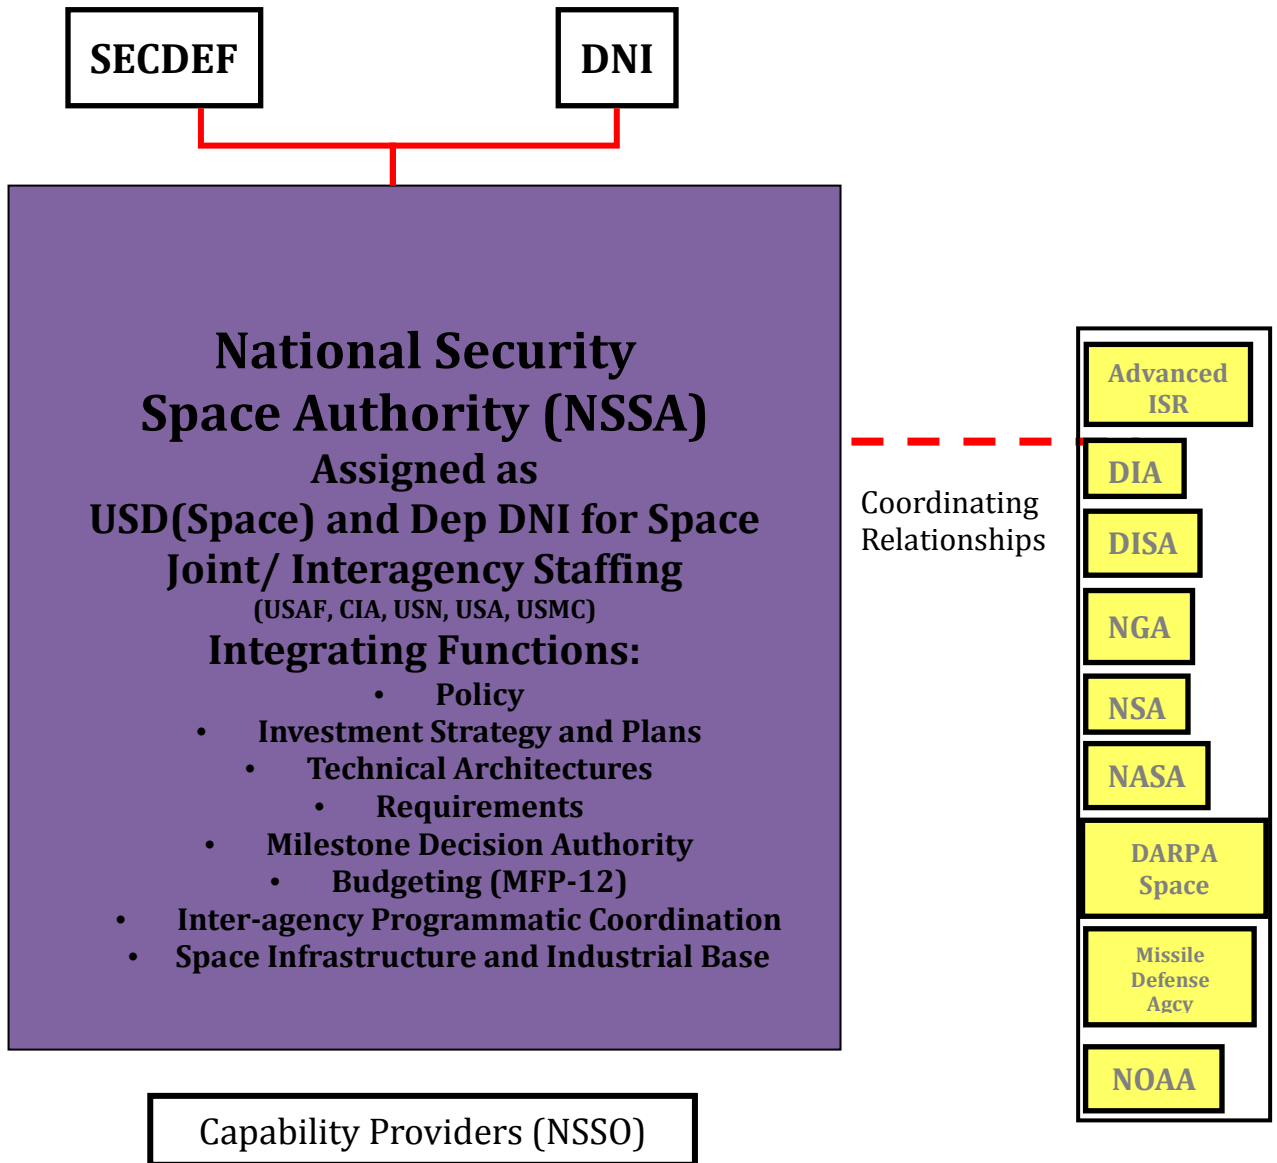 SECDEF
DNI
National Security
Space Authority (NSSA)
Assigned as
USD(Space) and Dep DNI for Space
Joint/ Interagency Staffing
(USAF, CIA, USN, USA, USMC)
Integrating Functions:
• Policy
• Investment Strategy and Plans
• Technical Architectures
• Requirements
• Milestone Decision Authority
• Budgeting (MFP-12)
• Inter-agency Programmatic Coordination
• Space Infrastructure and Industrial Base
Coordinating
Relationships
Advanced
ISR
DIA
DISA
NGA
NSA
NASA
DARPA
Space
Missile
Defense
Agcy
NOAA
Capability Providers (NSSO)